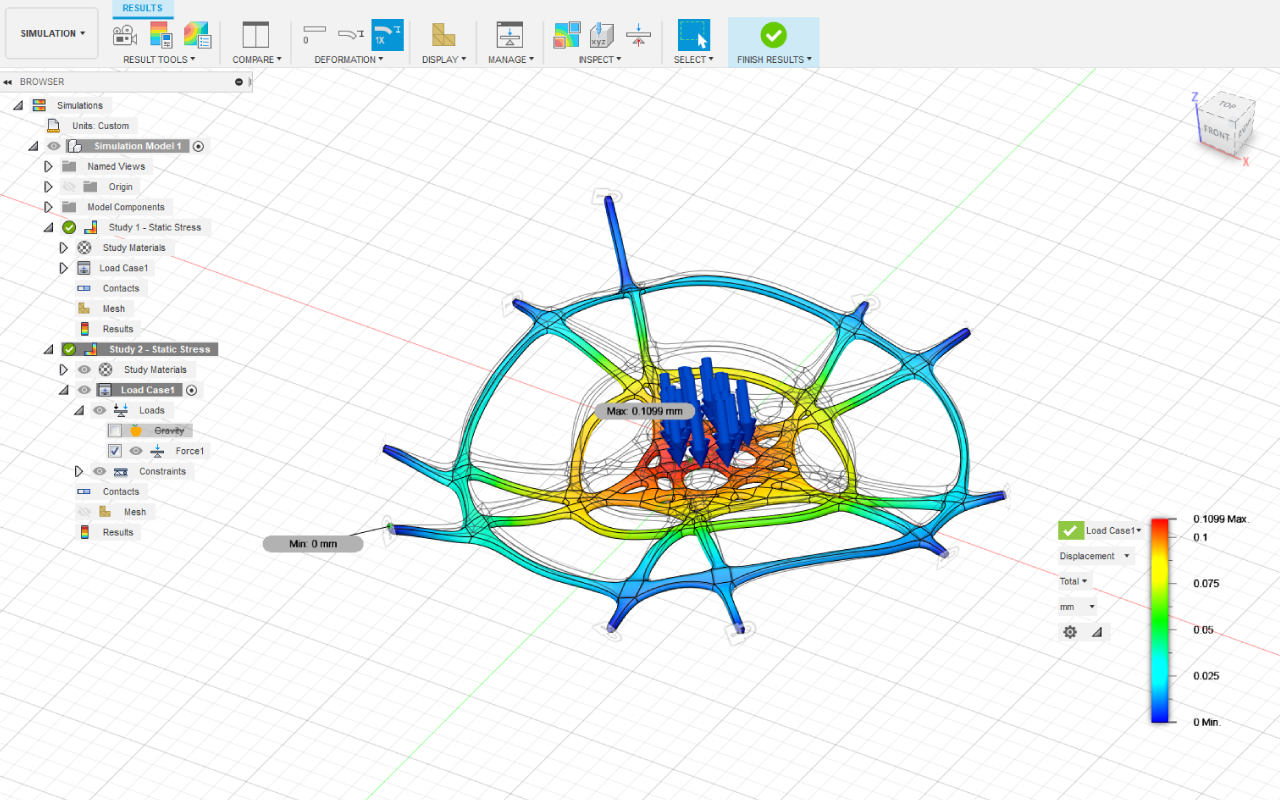 RESULTS
SIMULATION
0
1X
xyz
RESULT TOOLS
COMPARE
DEFORMATION
DISPLAY
MANAGE
INSPECT
SELECT
FINISH RESULTS
BROWSER
Simulations
Units: Custom
Simulation Model 1
Named Views
Origin
Model Components
Study 1 - Static Stress
Study Materials
Load Case1
Contacts
Mesh
Results
Study 2 - Static Stress
Study Materials
Load Case1
Loads
Gravity
Force1
Constraints
Contacts
Mesh
Results
Z
TOP
FRONT
X
Max: 0.1099 mm
Min: 0 mm
Load Case1
Displacement
Total
mm
0.1099 Max.
0.1
0.075
0.05
0.025
0 Min.